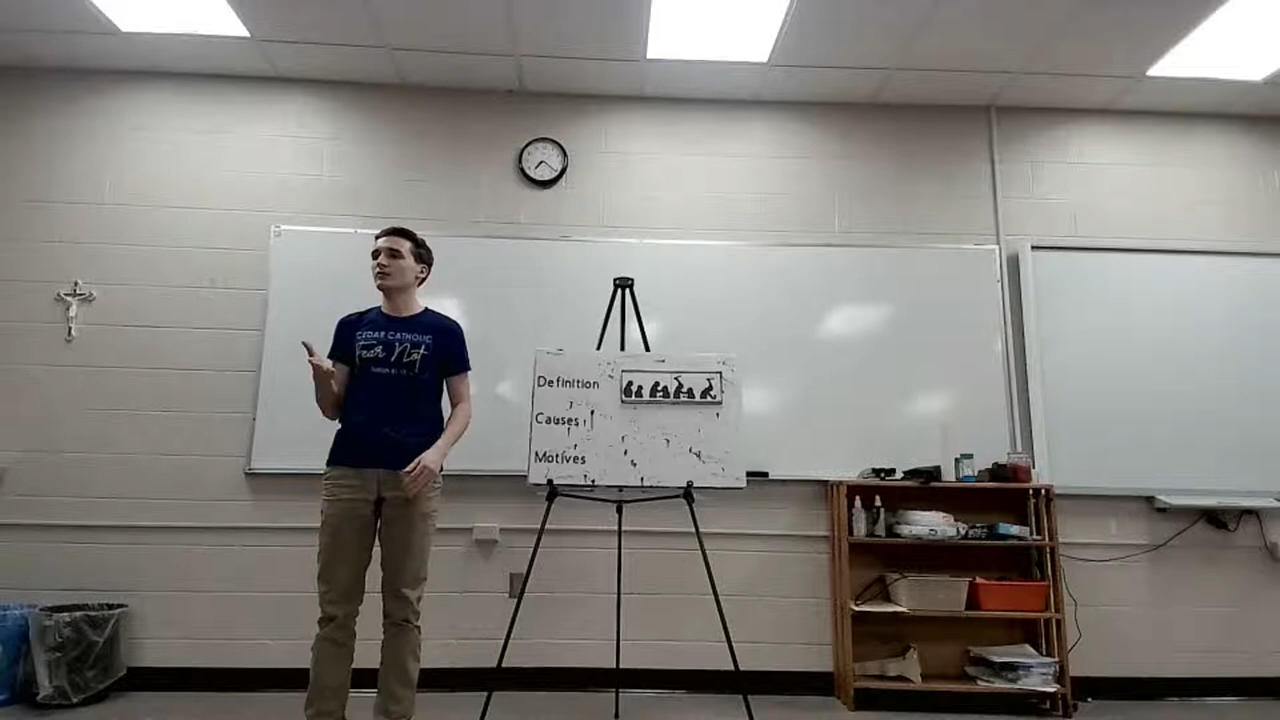 CEDAR CATHOLIC
Fear Not
Definition
Causes
Motives